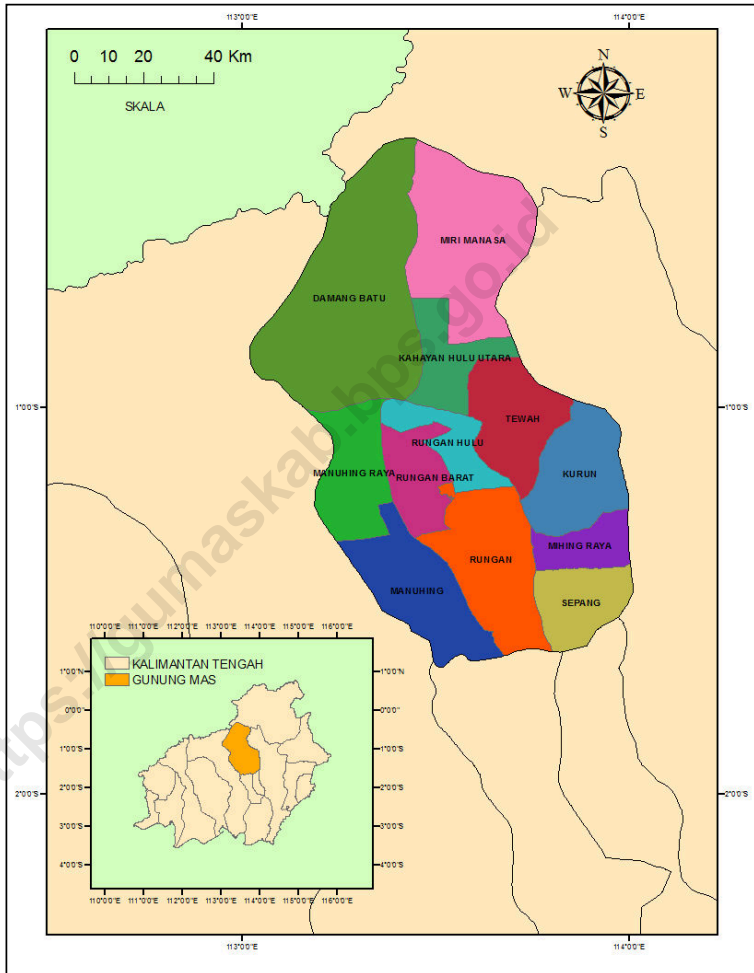 113°0'0"E 114°0'0"E
0 10 20 40 Km
SKALA
N
W E
S
MIRI MANASA
DAMANG BATU
KAHAYAN HULU UTARA
1°0'0"S 1°0'0"S
TEWAH
RUNGAN HULU
MANUHING RAYA
RUNGAN BARAT
KURUN
MIHING RAYA
RUNGAN
MANUHING
SEPANG
https://gumaskab.bps.go.id
110°0'0"E 111°0'0"E 112°0'0"E 113°0'0"E 114°0'0"E 115°0'0"E 116°0'0"E
KALIMANTAN TENGAH
GUNUNG MAS
1°0'0"N 1°0'0"N
0°0'0" 0°0'0"
1°0'0"S 1°0'0"S
2°0'0"S 2°0'0"S
3°0'0"S 3°0'0"S
4°0'0"S 4°0'0"S
110°0'0"E 111°0'0"E 112°0'0"E 113°0'0"E 114°0'0"E 115°0'0"E 116°0'0"E
2°0'0"S 2°0'0"S
113°0'0"E 114°0'0"E